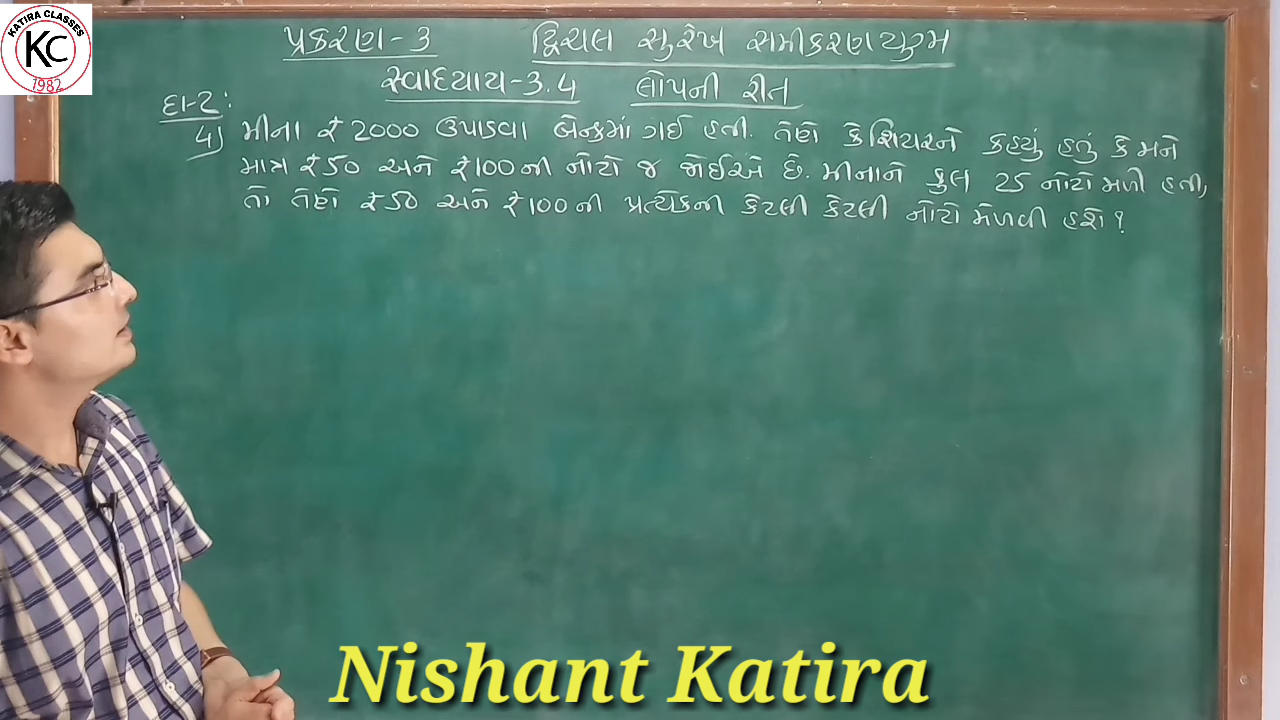 KATIRA CLASSES
KC
1982
પ્રકરણ-૩ દ્વિચલ સુરેખ સમીકરણયુગ્મ
સ્વાધ્યાય-૩.4 લોપની રીત
દા-2:
4) મીના ₹2000 ઉપાડવા બેન્કમાં ગઈ હતી. તેણે કેશિયરને કહ્યું હતું કે મને
માત્ર ₹50 અને ₹100ની નોટો જ જોઈએ છે. મીનાને કુલ 25 નોટો મળી હતી,
તો તેણે ₹50 અને ₹100ની પ્રત્યેકની કેટલી કેટલી નોટો મેળવી હશે?
Nishant Katira